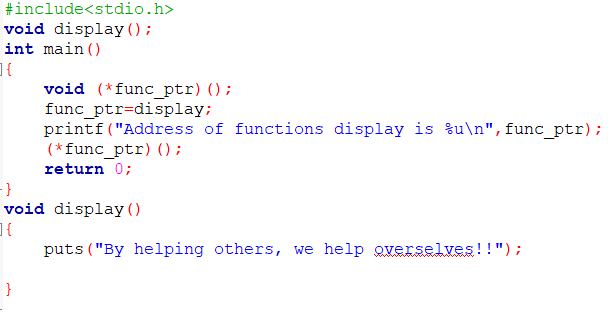 #include<stdio.h>
void display();
int main()
{
    void (*func_ptr)();
    func_ptr=display;
    printf("Address of functions display is %u\n",func_ptr);
    (*func_ptr)();
    return 0;
}
void display()
{
    puts("By helping others, we help overselves!!");
}